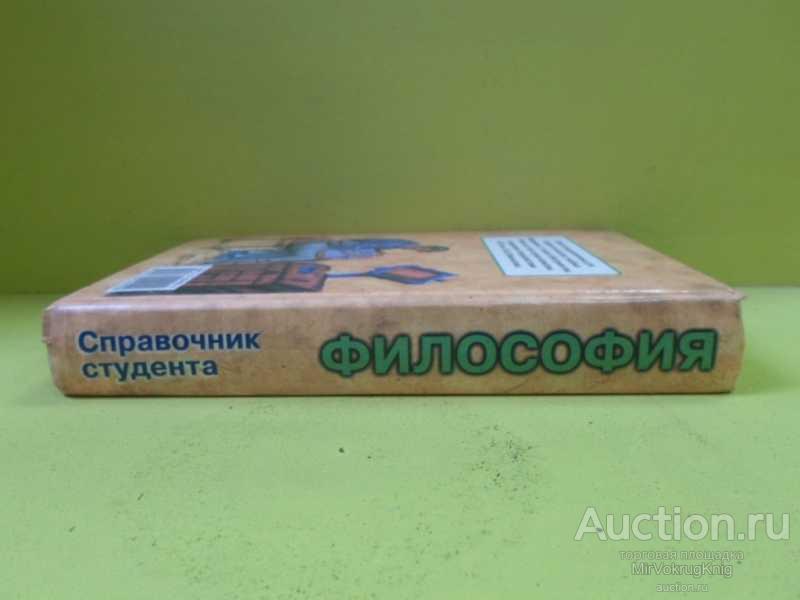 Справочник
студента
ФИЛОСОФИЯ
Auction.ru
торговая площадка
MirVokrugKnig
auction.ru